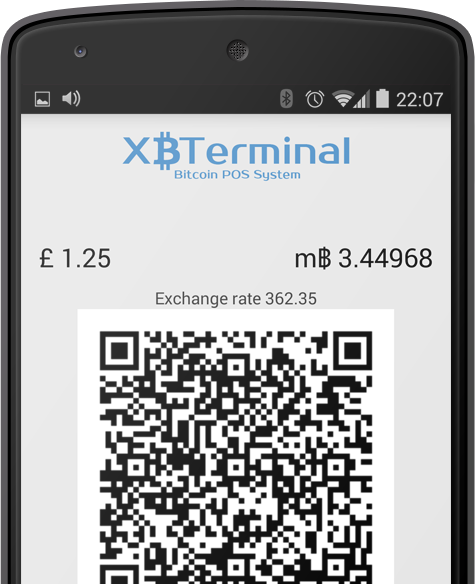 22:07
XBTerminal
Bitcoin POS System
£ 1.25 m฿ 3.44968
Exchange rate 362.35